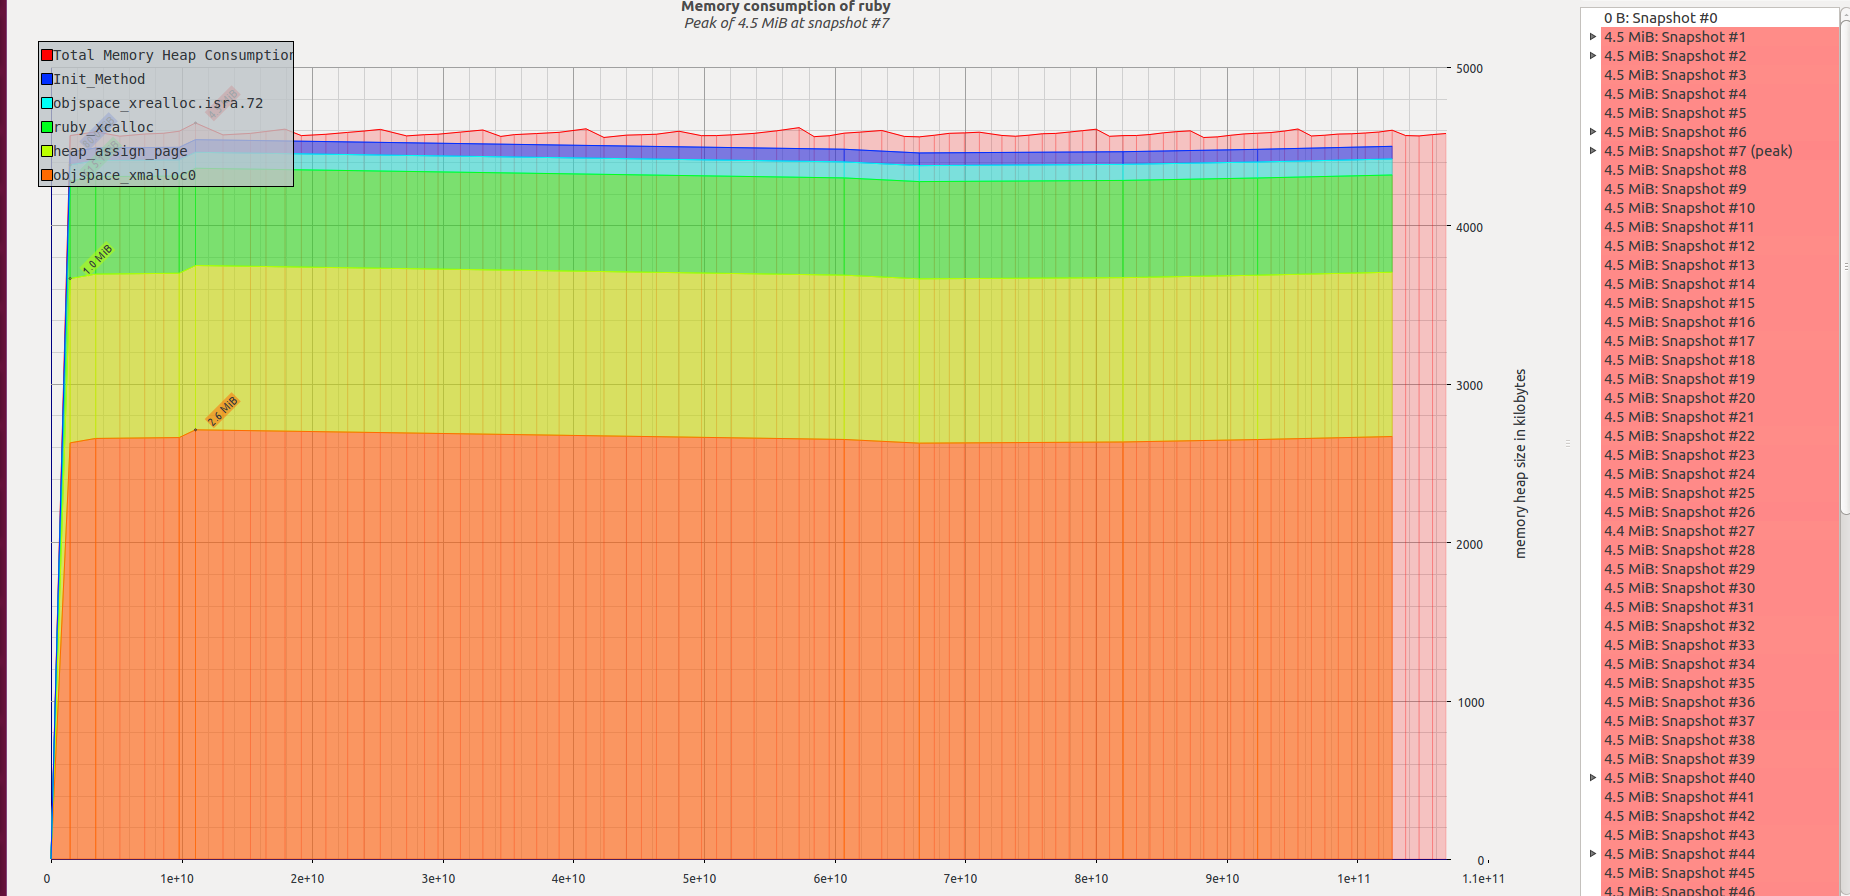 Memory consumption of ruby
Peak of 4.5 MiB at snapshot #7
Total Memory Heap Consumption
Init_Method
objspace_xrealloc.isra.72
ruby_xcalloc
heap_assign_page
objspace_xmalloc0
1.0 MiB
2.6 MiB
5000
4000
3000
2000
1000
0
memory heap size in kilobytes
0
1e+10
2e+10
3e+10
4e+10
5e+10
6e+10
7e+10
8e+10
9e+10
1e+11
1.1e+11
0 B: Snapshot #0
4.5 MiB: Snapshot #1
4.5 MiB: Snapshot #2
4.5 MiB: Snapshot #3
4.5 MiB: Snapshot #4
4.5 MiB: Snapshot #5
4.5 MiB: Snapshot #6
4.5 MiB: Snapshot #7 (peak)
4.5 MiB: Snapshot #8
4.5 MiB: Snapshot #9
4.5 MiB: Snapshot #10
4.5 MiB: Snapshot #11
4.5 MiB: Snapshot #12
4.5 MiB: Snapshot #13
4.5 MiB: Snapshot #14
4.5 MiB: Snapshot #15
4.5 MiB: Snapshot #16
4.5 MiB: Snapshot #17
4.5 MiB: Snapshot #18
4.5 MiB: Snapshot #19
4.5 MiB: Snapshot #20
4.5 MiB: Snapshot #21
4.5 MiB: Snapshot #22
4.5 MiB: Snapshot #23
4.5 MiB: Snapshot #24
4.5 MiB: Snapshot #25
4.5 MiB: Snapshot #26
4.4 MiB: Snapshot #27
4.5 MiB: Snapshot #28
4.5 MiB: Snapshot #29
4.5 MiB: Snapshot #30
4.5 MiB: Snapshot #31
4.5 MiB: Snapshot #32
4.5 MiB: Snapshot #33
4.5 MiB: Snapshot #34
4.5 MiB: Snapshot #35
4.5 MiB: Snapshot #36
4.5 MiB: Snapshot #37
4.5 MiB: Snapshot #38
4.5 MiB: Snapshot #39
4.5 MiB: Snapshot #40
4.5 MiB: Snapshot #41
4.5 MiB: Snapshot #42
4.5 MiB: Snapshot #43
4.5 MiB: Snapshot #44
4.5 MiB: Snapshot #45
4.5 MiB: Snapshot #46